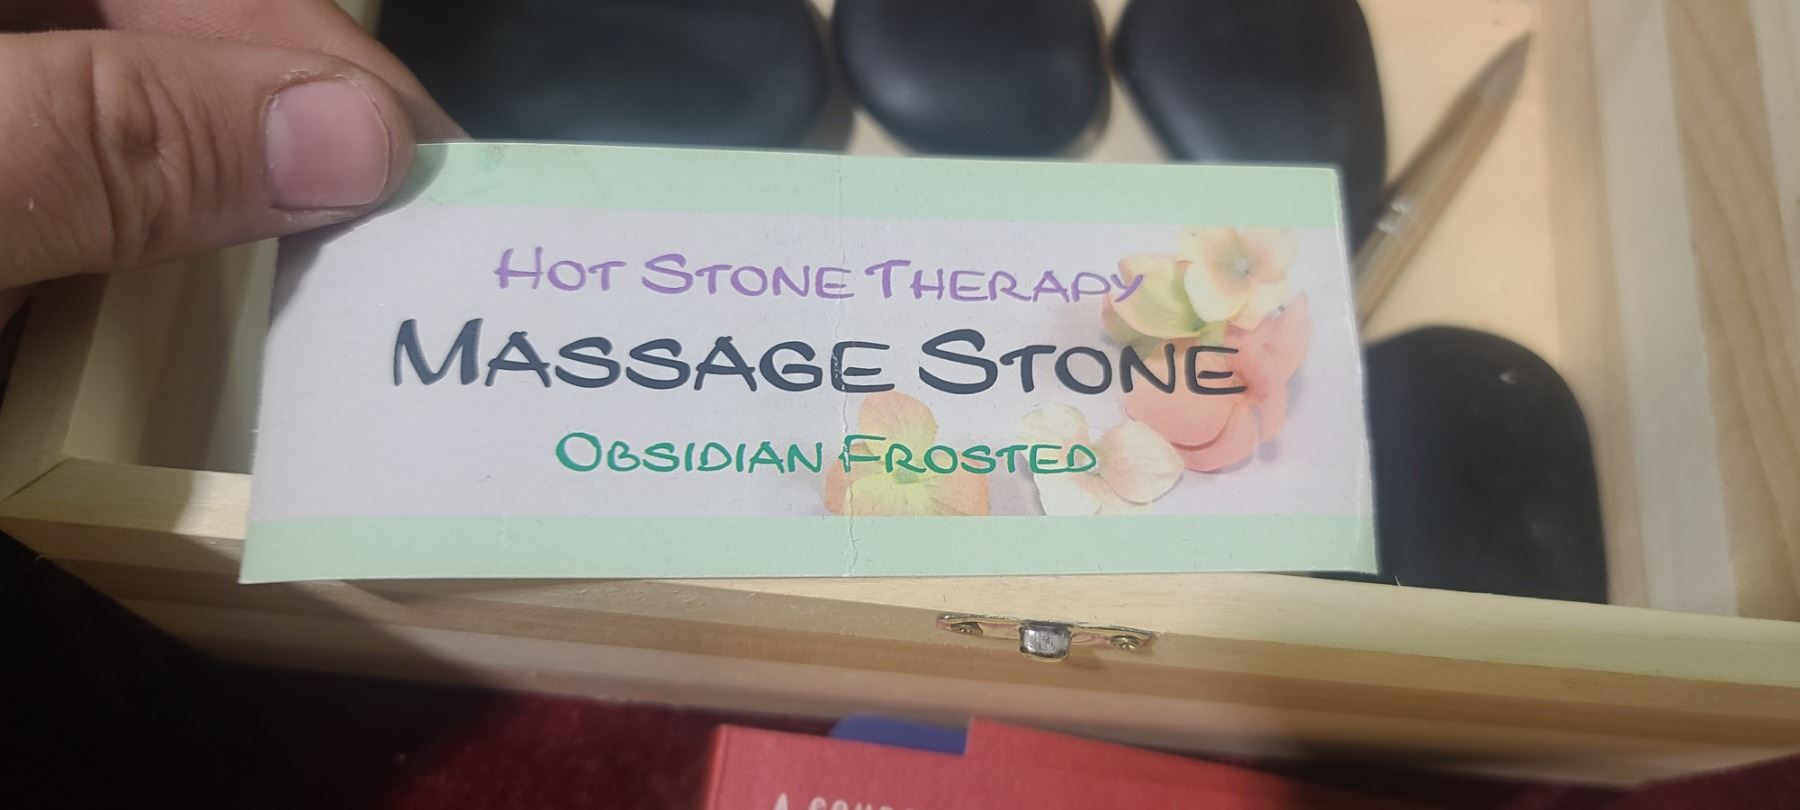 HOT STONE THERAPY
MASSAGE STONE
OBSIDIAN FROSTED
A